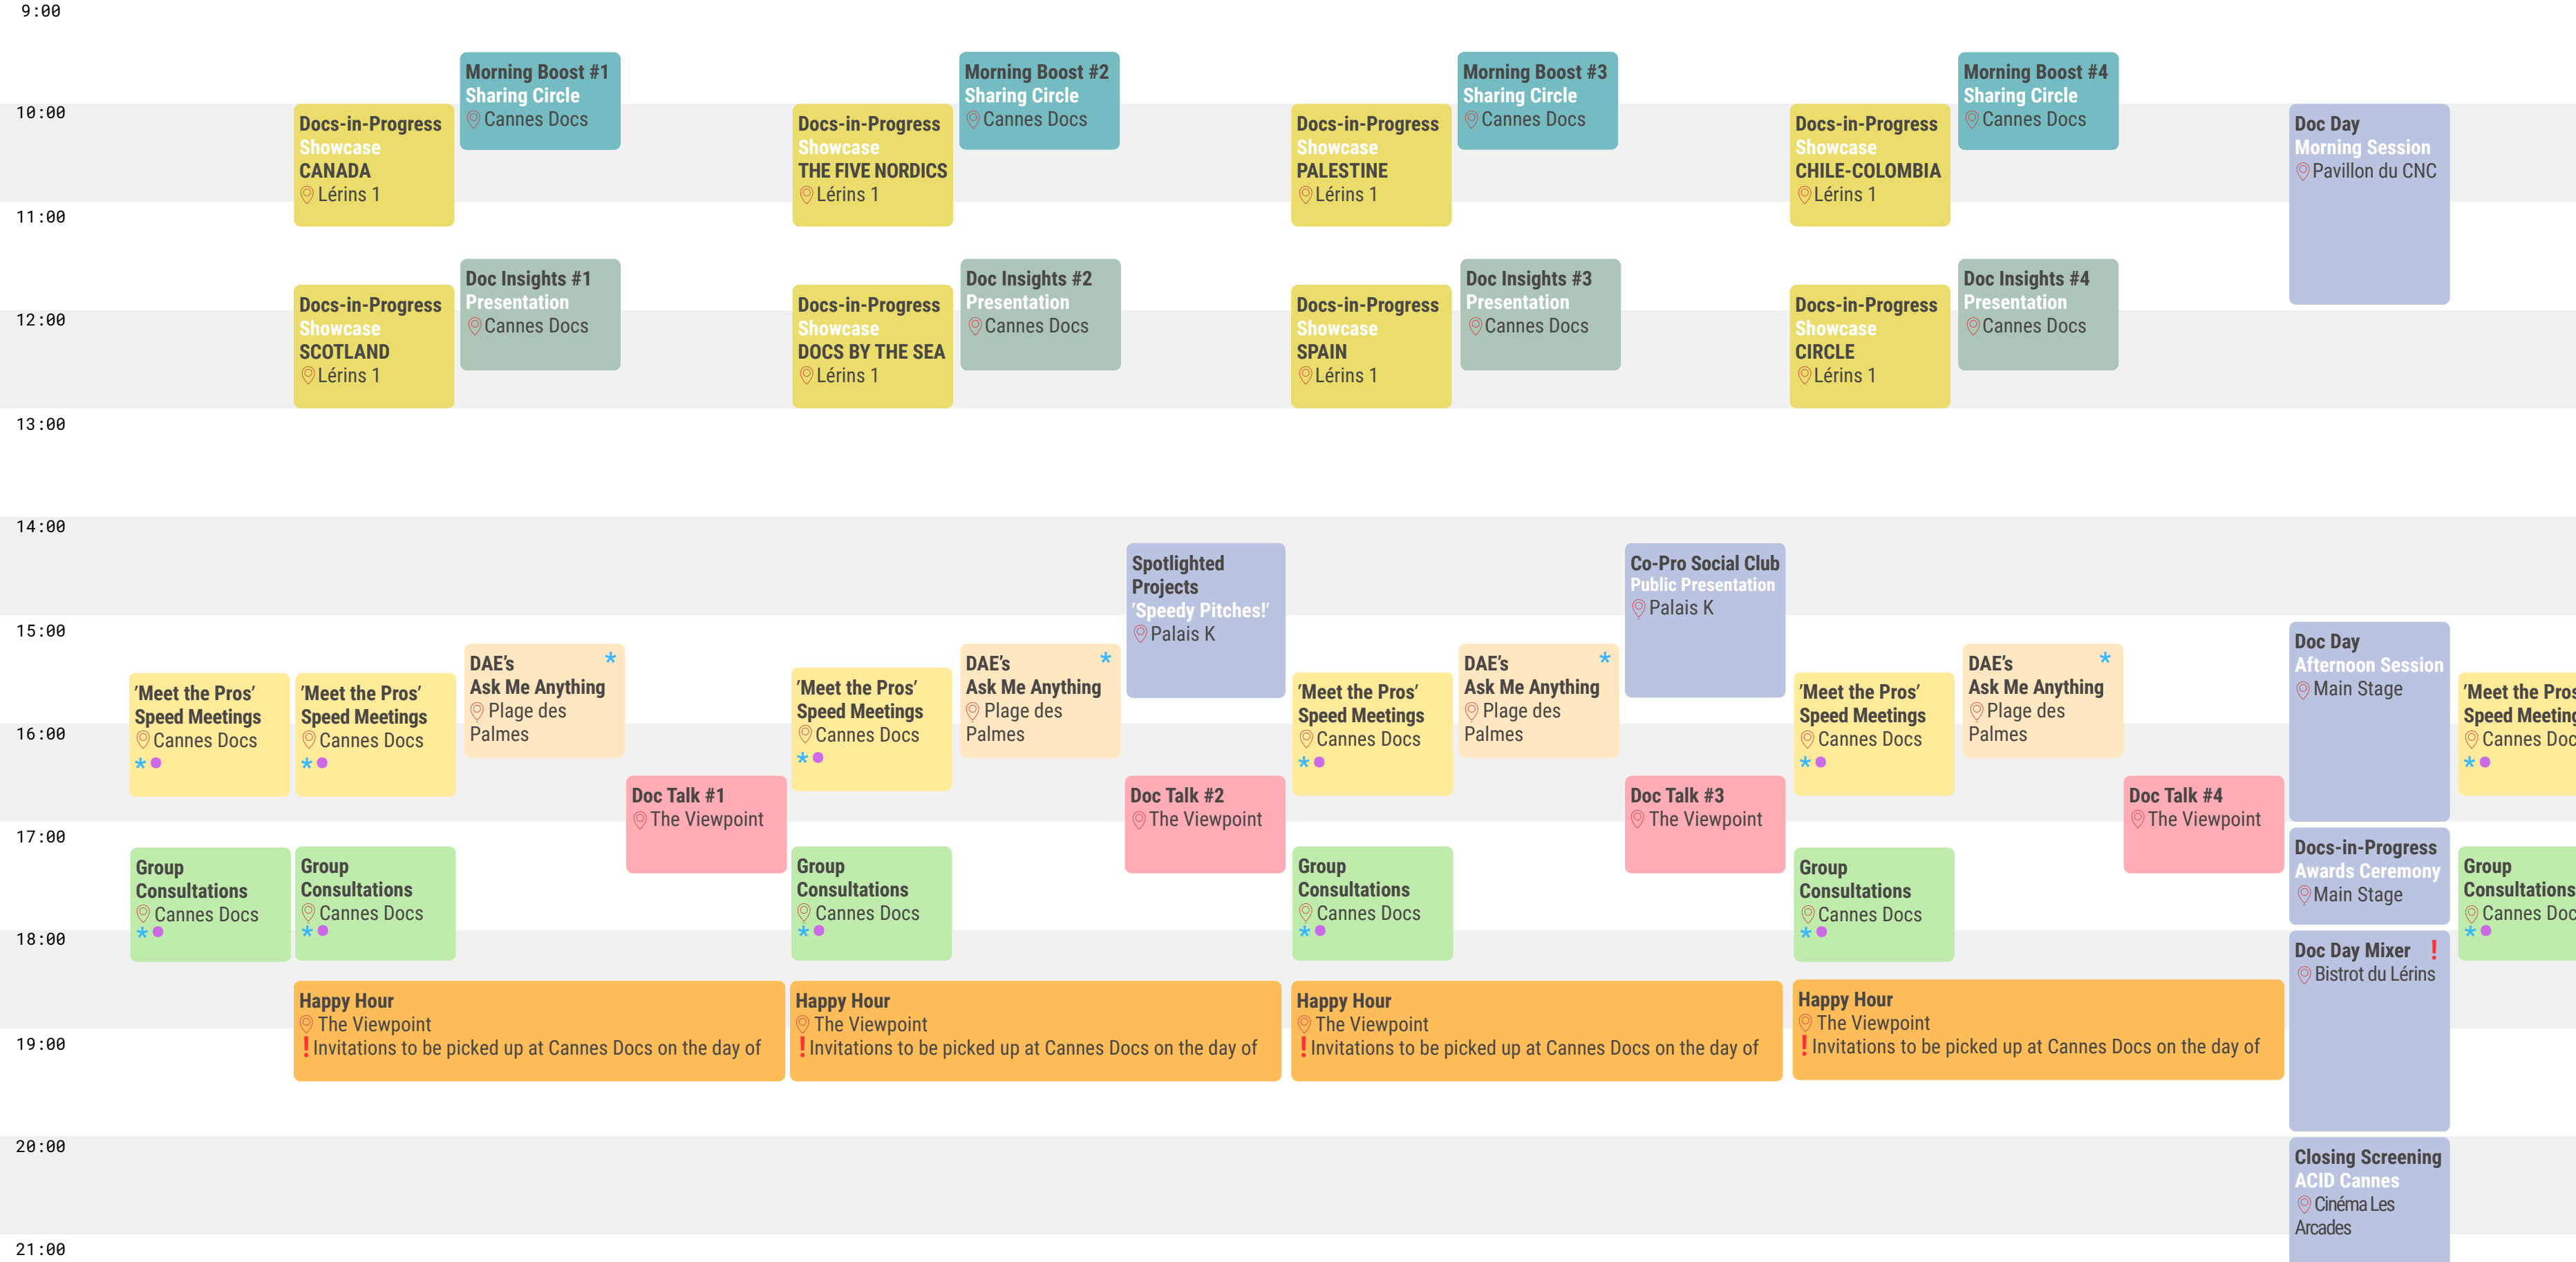 9:00
Morning Boost #1
Sharing Circle
Cannes Docs
Morning Boost #2
Sharing Circle
Cannes Docs
Morning Boost #3
Sharing Circle
Cannes Docs
Morning Boost #4
Sharing Circle
Cannes Docs
10:00
Docs-in-Progress
Showcase
CANADA
Lérins 1
Docs-in-Progress
Showcase
THE FIVE NORDICS
Lérins 1
Docs-in-Progress
Showcase
PALESTINE
Lérins 1
Docs-in-Progress
Showcase
CHILE-COLOMBIA
Lérins 1
Doc Day
Morning Session
Pavillon du CNC
11:00
Doc Insights #1
Presentation
Cannes Docs
Doc Insights #2
Presentation
Cannes Docs
Doc Insights #3
Presentation
Cannes Docs
Doc Insights #4
Presentation
Cannes Docs
Docs-in-Progress
Showcase
SCOTLAND
Lérins 1
Docs-in-Progress
Showcase
DOCS BY THE SEA
Lérins 1
Docs-in-Progress
Showcase
SPAIN
Lérins 1
Docs-in-Progress
Showcase
CIRCLE
Lérins 1
12:00
13:00
14:00
Spotlighted
Projects
'Speedy Pitches!'
Palais K
Co-Pro Social Club
Public Presentation
Palais K
15:00
Doc Day
Afternoon Session
Main Stage
DAE's *
Ask Me Anything
Plage des
Palmes
DAE's *
Ask Me Anything
Plage des
Palmes
DAE's *
Ask Me Anything
Plage des
Palmes
DAE's *
Ask Me Anything
Plage des
Palmes
'Meet the Pros'
Speed Meetings
Cannes Docs
*
'Meet the Pros'
Speed Meetings
Cannes Docs
*
'Meet the Pros'
Speed Meetings
Cannes Docs
*
'Meet the Pros'
Speed Meetings
Cannes Docs
*
'Meet the Pros'
Speed Meetings
Cannes Docs
*
'Meet the Pros
Speed Meeting
Cannes Doc
*
16:00
Doc Talk #1
The Viewpoint
Doc Talk #2
The Viewpoint
Doc Talk #3
The Viewpoint
Doc Talk #4
The Viewpoint
17:00
Docs-in-Progress
Awards Ceremony
Main Stage
Group
Consultations
Cannes Docs
*
Group
Consultations
Cannes Docs
*
Group
Consultations
Cannes Docs
*
Group
Consultations
Cannes Docs
*
Group
Consultations
Cannes Docs
*
Group
Consultations
Cannes Doc
*
18:00
Doc Day Mixer !
Bistrot du Lérins
Happy Hour
The Viewpoint
!Invitations to be picked up at Cannes Docs on the day of
Happy Hour
The Viewpoint
!Invitations to be picked up at Cannes Docs on the day of
Happy Hour
The Viewpoint
!Invitations to be picked up at Cannes Docs on the day of
Happy Hour
The Viewpoint
!Invitations to be picked up at Cannes Docs on the day of
19:00
20:00
Closing Screening
ACID Cannes
Cinéma Les
Arcades
21:00